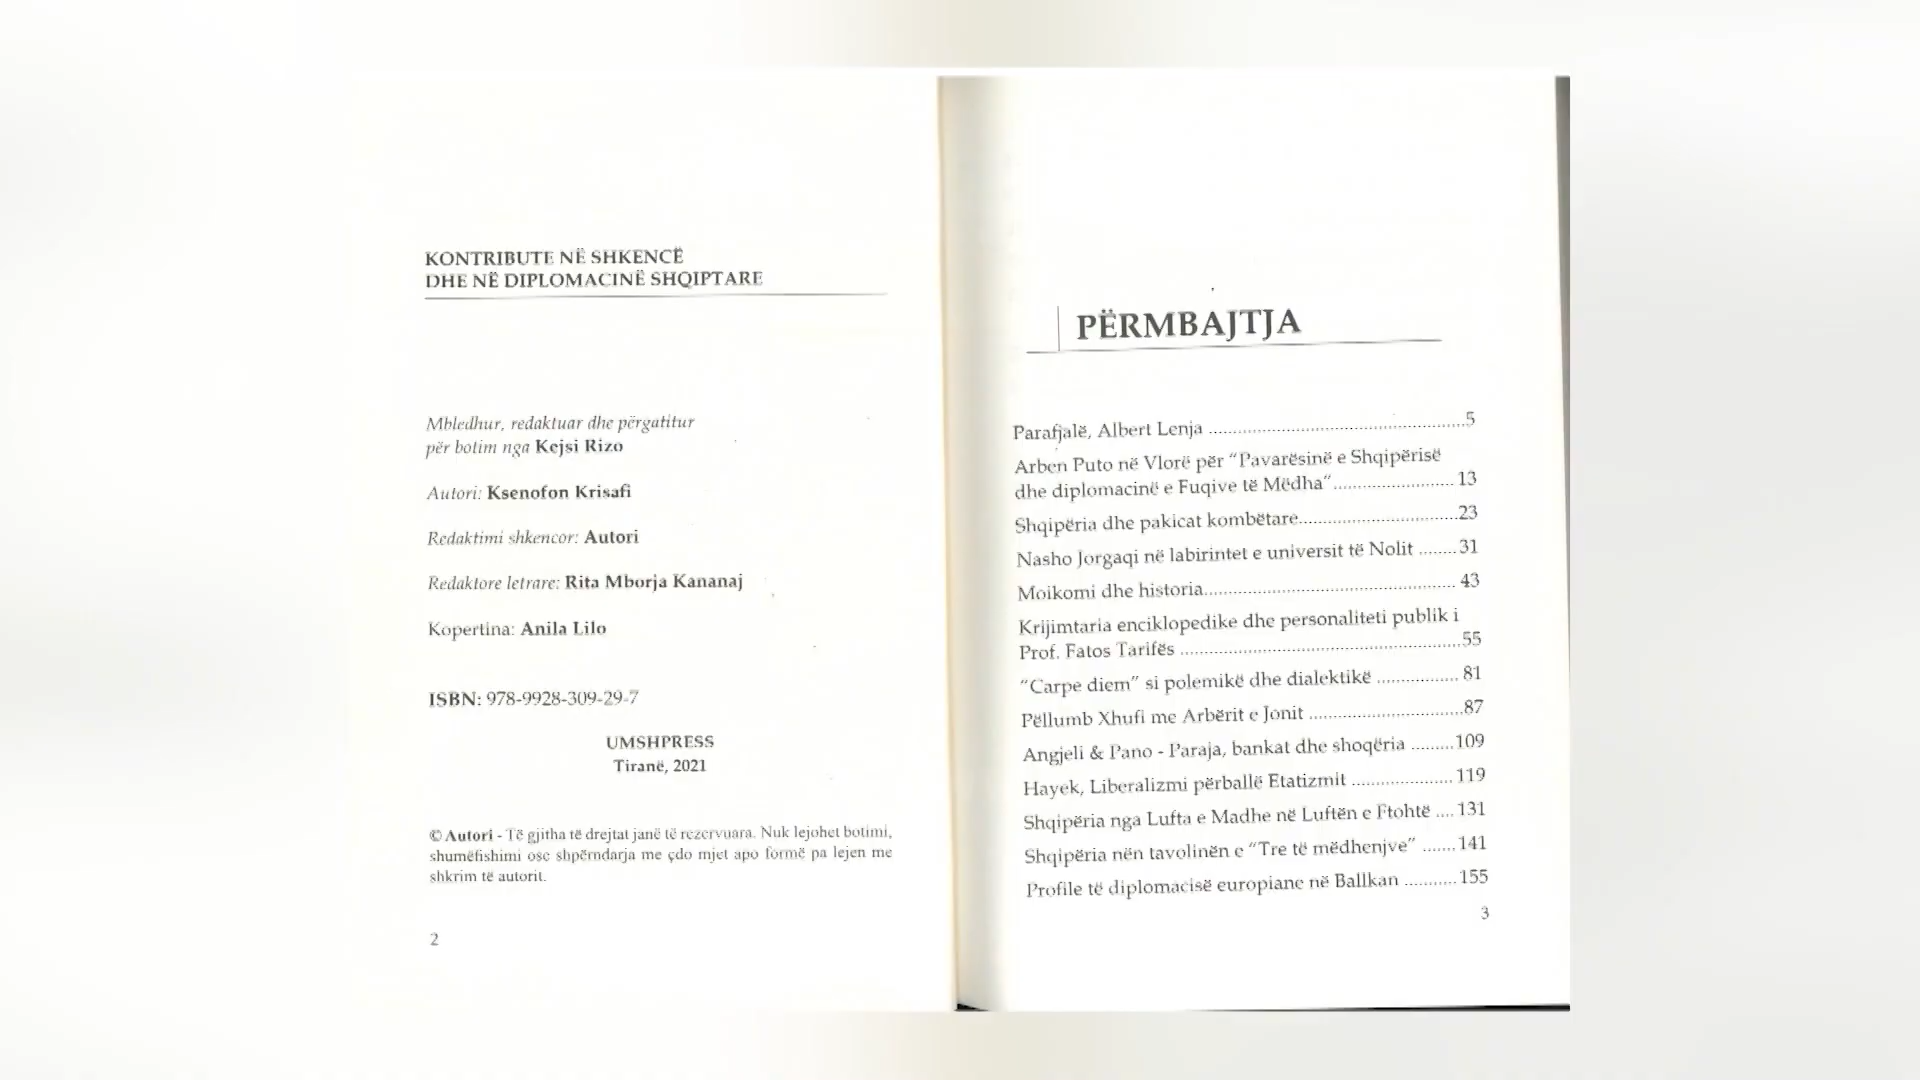 KONTRIBUTE NË SHKENCË
DHE NË DIPLOMACINË SHQIPTARE
Mbledhur, redaktuar dhe përgatitur
për botim nga Kejsi Rizo
Autori: Ksenofon Krisafi
Redaktimi shkencor: Autori
Redaktore letrare: Rita Mborja Kananaj
Kopertina: Anila Lilo
ISBN: 978-9928-309-29-7
UMSHPRESS
Tiranë, 2021
© Autori - Të gjitha të drejtat janë të rezervuara. Nuk lejohet botimi,
shumëfishimi ose shpërndarja me çdo mjet apo formë pa lejen me
shkrim të autorit.
2
PËRMBAJTJA
Parafjalë, Albert Lenja ........................................................5
Arben Puto në Vlorë për "Pavarësinë e Shqipërisë
dhe diplomacinë e Fuqive të Mëdha"......................... 13
Shqipëria dhe pakicat kombëtare.................................23
Nasho Jorgaqi në labirintet e universit të Nolit ....... 31
Moikomi dhe historia..................................................... 43
Krijimtaria enciklopedike dhe personaliteti publik i
Prof. Fatos Tarifës ..........................................................55
"Carpe diem" si polemikë dhe dialektikë ................. 81
Pëllumb Xhufi me Arbërit e Jonit ................................87
Angjeli & Pano - Paraja, bankat dhe shoqëria .........109
Hayek, Liberalizmi përballë Etatizmit ..................... 119
Shqipëria nga Lufta e Madhe në Luftën e Ftohtë .... 131
Shqipëria nën tavolinën e "Tre të mëdhenjve" ....... 141
Profile të diplomacisë europiane në Ballkan ...........155
3